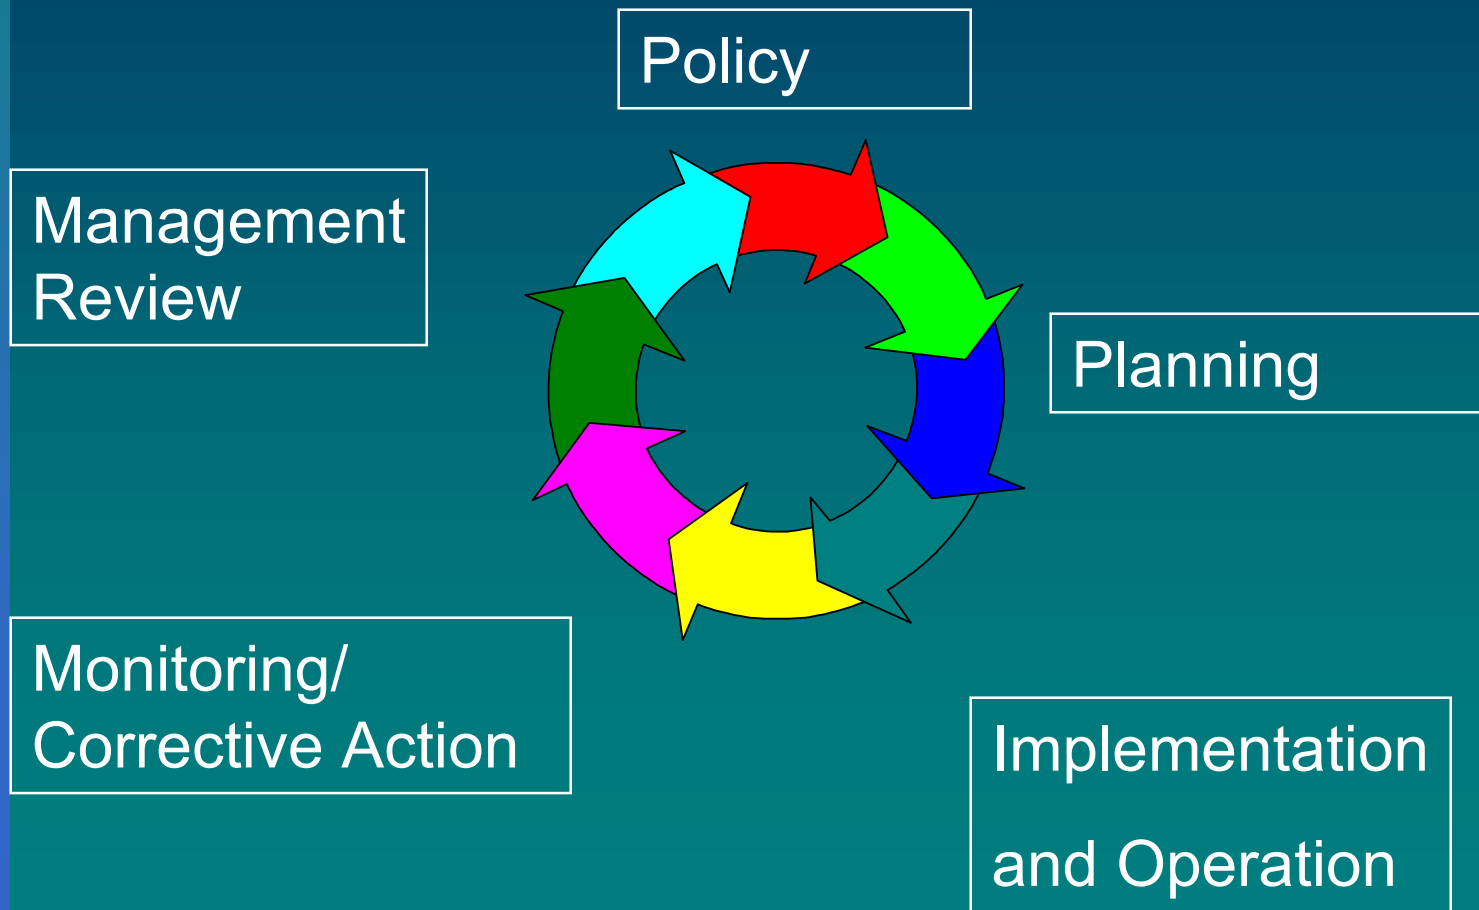 Policy
Management
Review
Planning
Monitoring/
Corrective Action
Implementation
and Operation